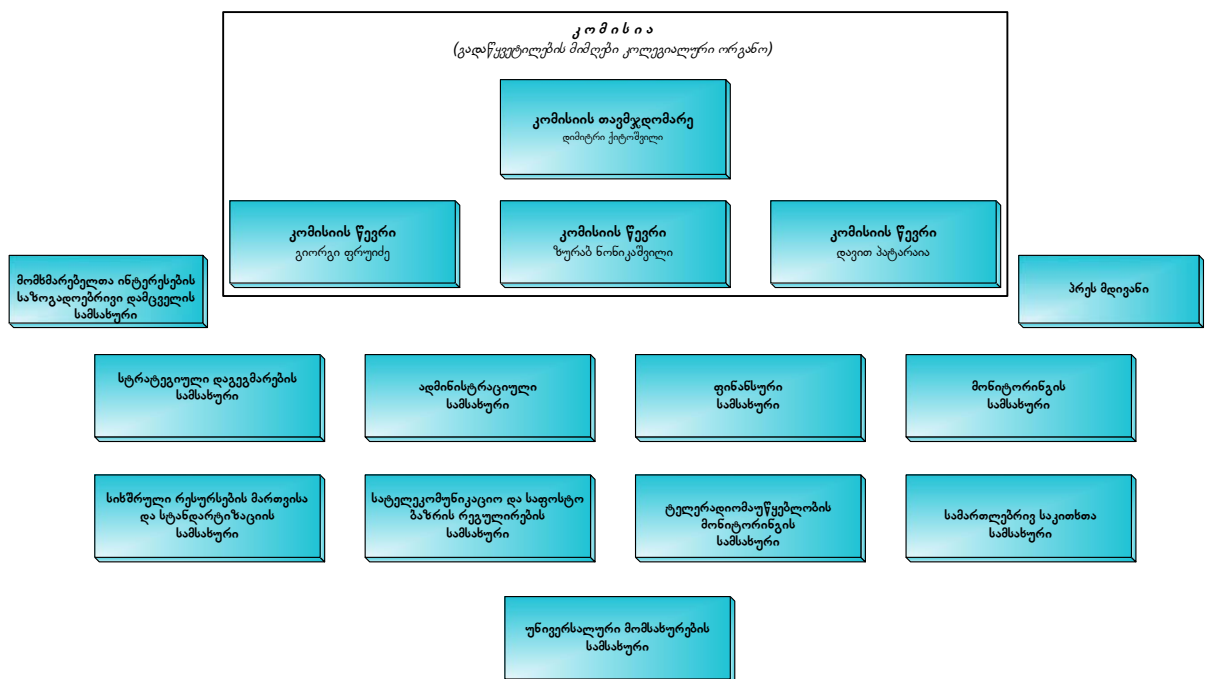 კ ო მ ი ს ი ა
(გადაწყვეტილების მიმღები კოლეგიალური ორგანო)
კომისიის თავმჯდომარე
დიმიტრი ქიტოშვილი
კომისიის წევრი
გიორგი ფრუიძე
კომისიის წევრი
ზურაბ ნონიკაშვილი
კომისიის წევრი
დავით პატარაია
მომხმარებელთა ინტერესების
საზოგადოებრივი დამცველის
სამსახური
პრეს მდივანი
სტრატეგიული დაგეგმარების
სამსახური
ადმინისტრაციული
სამსახური
ფინანსური
სამსახური
მონიტორინგის
სამსახური
სიხშირული რესურსების მართვისა
და სტანდარტიზაციის
სამსახური
სატელეკომუნიკაციო და საფოსტო
ბაზრის რეგულირების
სამსახური
ტელერადიომაუწყებლობის
მონიტორინგის
სამსახური
სამართლებრივ საკითხთა
სამსახური
უნივერსალური მომსახურების
სამსახური